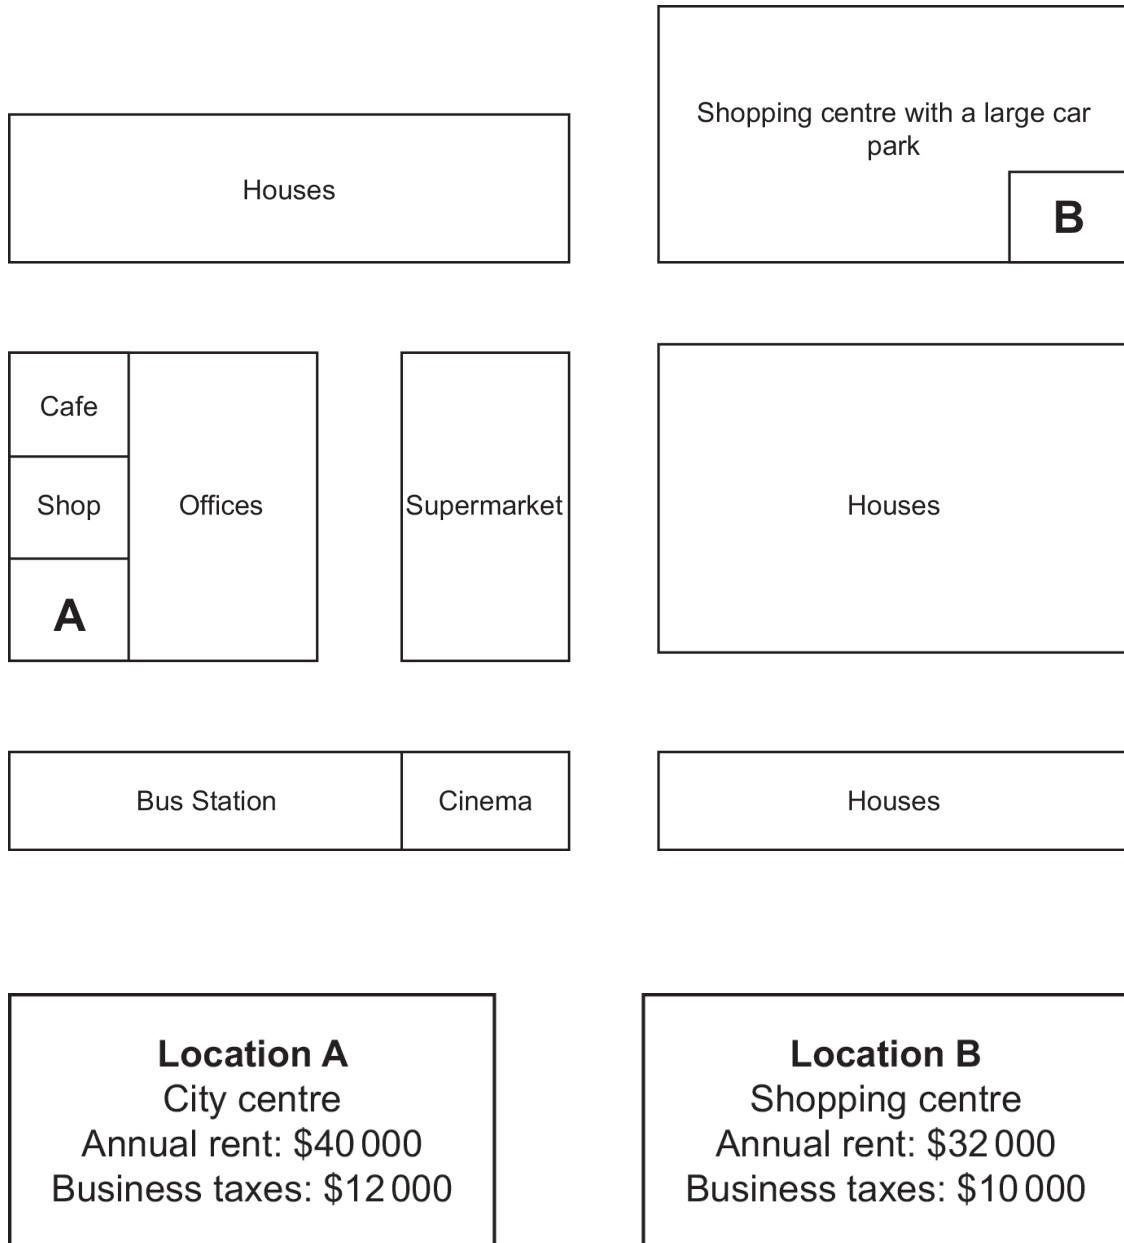 Shopping centre with a large car
park
B
Houses
Cafe
Shop
A
Offices
Supermarket
Houses
Bus Station
Cinema
Houses
Location A
City centre
Annual rent: $40 000
Business taxes: $12 000
Location B
Shopping centre
Annual rent: $32 000
Business taxes: $10 000